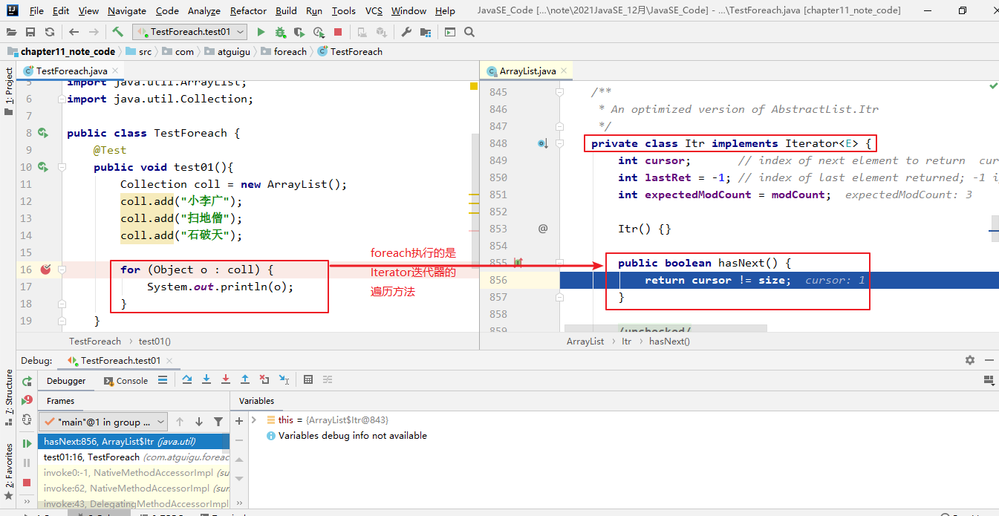 File Edit View Navigate Code Analyze Refactor Build Run Tools VCS Window Help JavaSE_Code [...\note\2021JavaSE_12月\JavaSE_Code] - ...\TestForeach.java [chapter11_note_code]
TestForeach.test01
chapter11_note_code src com atguigu foreach TestForeach
1: Project
TestForeach.java
5 import java.util.ArrayList;
6 import java.util.Collection;
7
8 public class TestForeach {
9 @Test
10 public void test01(){
11 Collection coll = new ArrayList();
12 coll.add("小李广");
13 coll.add("扫地僧");
14 coll.add("石破天");
15
16 for (Object o : coll) {
17 System.out.println(o);
18 }
19 }
TestForeach › test01()
foreach执行的是
Iterator迭代器的
遍历方法
ArrayList.java
845 /**
846 * An optimized version of AbstractList.Itr
847 */
848 private class Itr implements Iterator<E> {
849 int cursor; // index of next element to return cur
850 int lastRet = -1; // index of last element returned; -1 i
851 int expectedModCount = modCount; expectedModCount: 3
852
853 @ Itr() {}
854
855 public boolean hasNext() {
856 return cursor != size; cursor: 1
857 }
858
859 /unchecked/
ArrayList › Itr › hasNext()
Debug: TestForeach.test01
Debugger Console
Frames
Variables
"main"@1 in group ...
hasNext:856, ArrayList$Itr (java.util)
test01:16, TestForeach (com.atguigu.foreac
invoke0:-1, NativeMethodAccessorImpl (su
invoke:62, NativeMethodAccessorImpl (sur
invoke:43, DelegatingMethodAccessorImpl
this = {ArrayList$Itr@843}
Variables debug info not available
7: Structure
2: Favorites